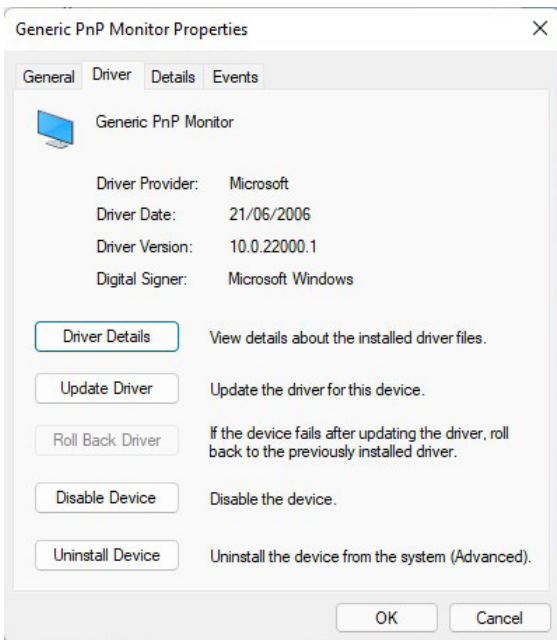 Generic PnP Monitor Properties
General Driver Details Events
Generic PnP Monitor
Driver Provider: Microsoft
Driver Date: 21/06/2006
Driver Version: 10.0.22000.1
Digital Signer: Microsoft Windows
Driver Details View details about the installed driver files.
Update Driver Update the driver for this device.
Roll Back Driver If the device fails after updating the driver, roll
back to the previously installed driver.
Disable Device Disable the device.
Uninstall Device Uninstall the device from the system (Advanced).
OK Cancel